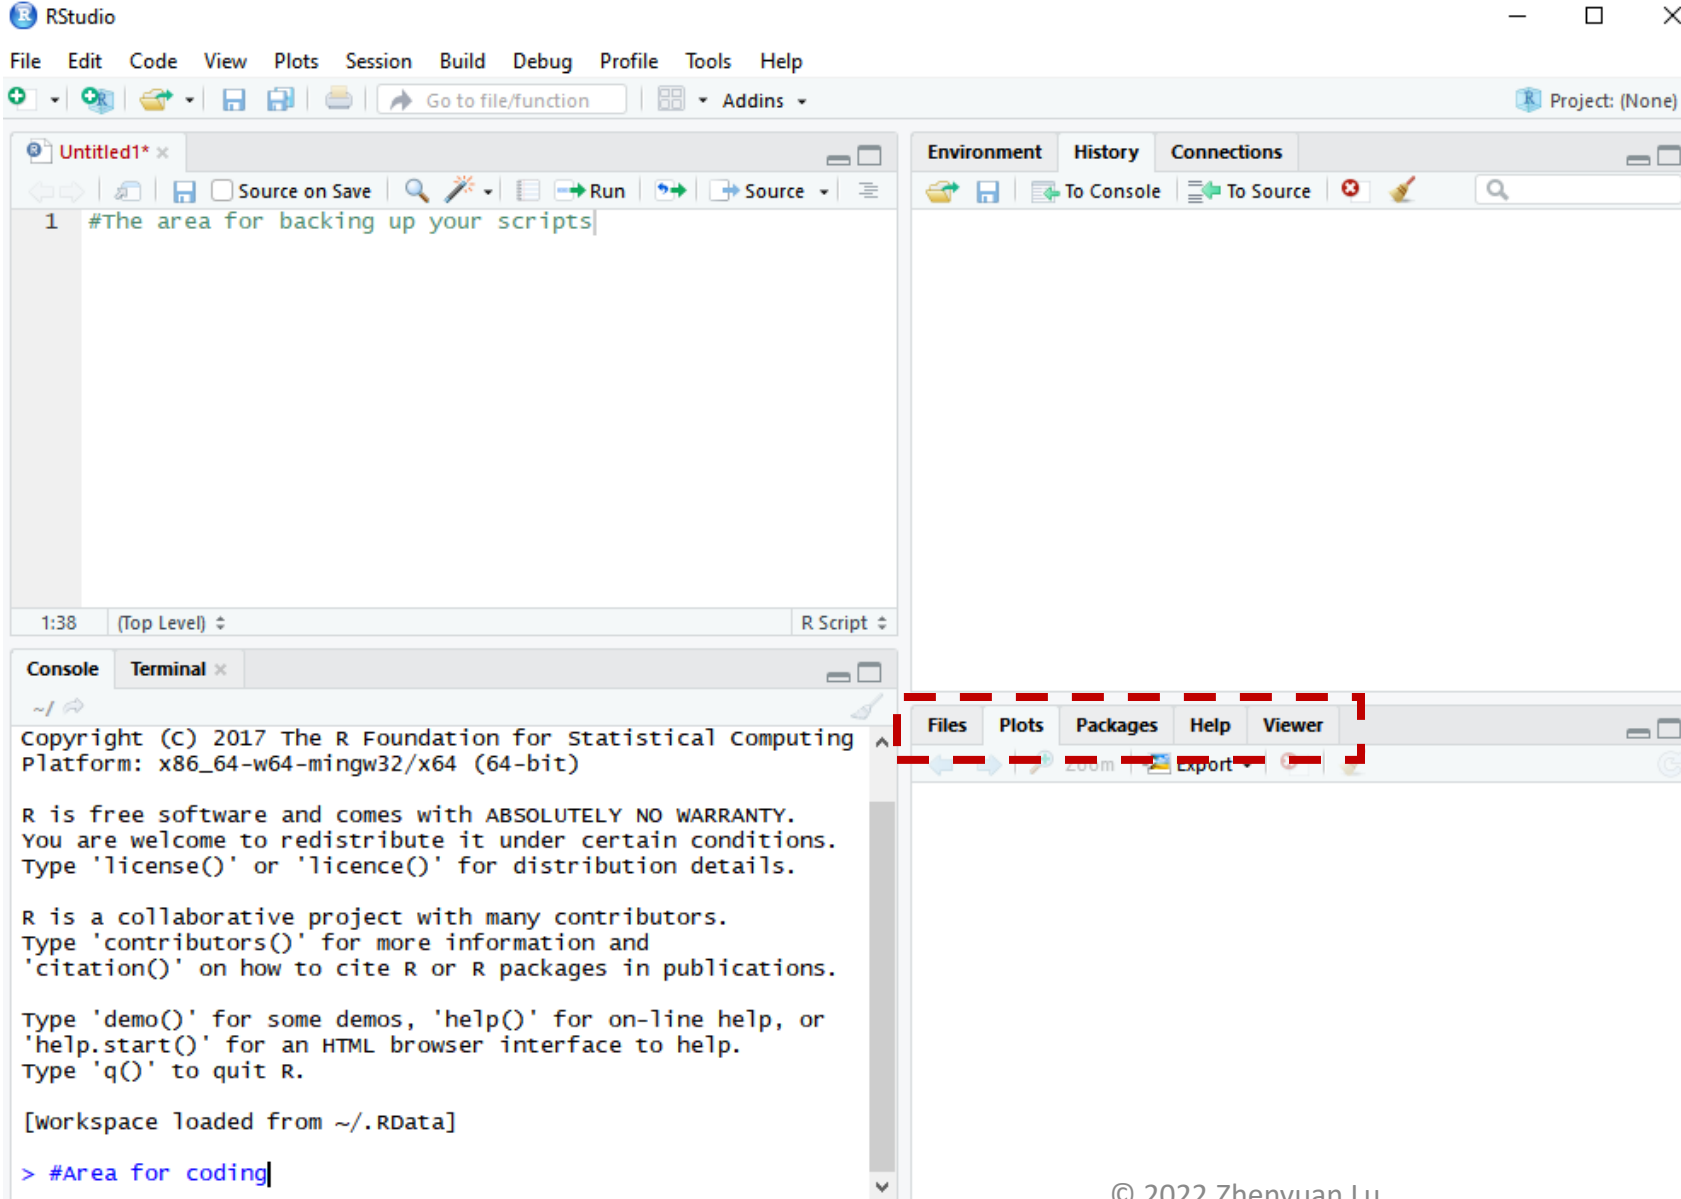 RStudio
File Edit Code View Plots Session Build Debug Profile Tools Help
Go to file/function Addins Project: (None)
Untitled1*
Source on Save Run Source
1 #The area for backing up your scripts
1:38 (Top Level) R Script
Environment History Connections
To Console To Source
Console Terminal
~/
Copyright (C) 2017 The R Foundation for Statistical Computing
Platform: x86_64-w64-mingw32/x64 (64-bit)
R is free software and comes with ABSOLUTELY NO WARRANTY.
You are welcome to redistribute it under certain conditions.
Type 'license()' or 'licence()' for distribution details.
R is a collaborative project with many contributors.
Type 'contributors()' for more information and
'citation()' on how to cite R or R packages in publications.
Type 'demo()' for some demos, 'help()' for on-line help, or
'help.start()' for an HTML browser interface to help.
Type 'q()' to quit R.
[Workspace loaded from ~/.RData]
> #Area for coding
Files Plots Packages Help Viewer
Zoom Export
© 2022 Zhenyuan Lu